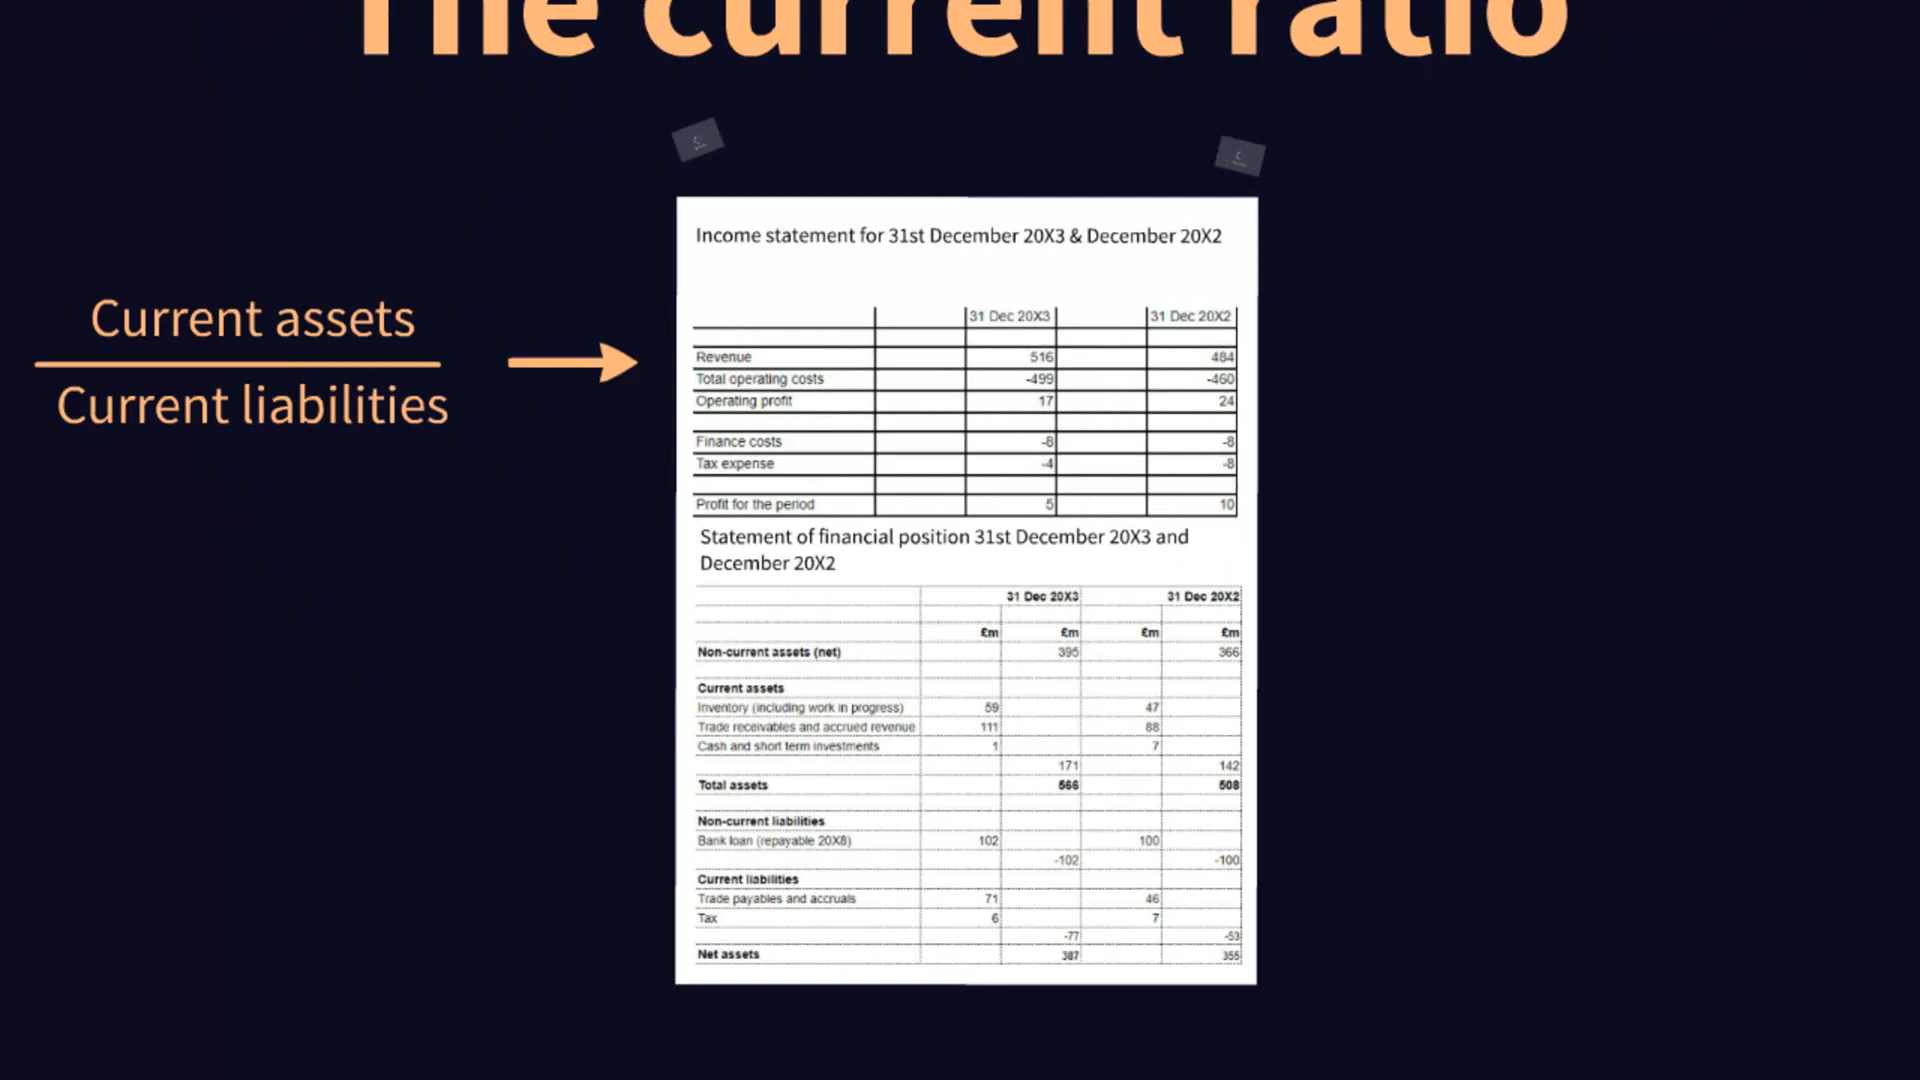 The current ratio
Current assets
Current liabilities
Income statement for 31st December 20X3 & December 20X2
31 Dec 20X3 31 Dec 20X2
Revenue 516 484
Total operating costs -499 -460
Operating profit 17 24
Finance costs -8 -8
Tax expense -4 -8
Profit for the period 5 10
Statement of financial position 31st December 20X3 and
December 20X2
31 Dec 20X3 31 Dec 20X2
£m £m £m £m
Non-current assets (net) 395 366
Current assets
Inventory (including work in progress) 59 47
Trade receivables and accrued revenue 111 88
Cash and short term investments 1 7
171 142
Total assets 566 508
Non-current liabilities
Bank loan (repayable 20X8) 102 100
-102 -100
Current liabilities
Trade payables and accruals 71 46
Tax 6 7
-77 -53
Net assets 387 355